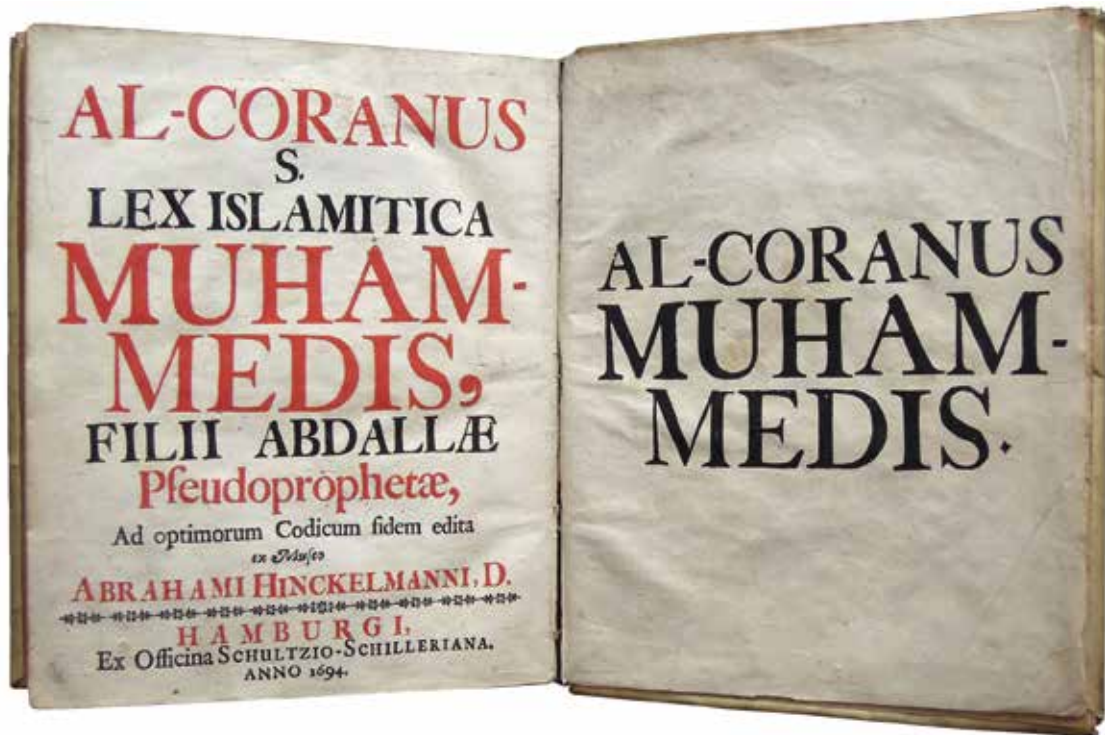 AL-CORANUS
S.
LEX ISLAMITICA
MUHAM-
MEDIS,
FILII ABDALLÆ
Pſeudoprophetæ,
Ad optimorum Codicum fidem edita
ex Muſeo
ABRAHAMI HINCKELMANNI, D.
HAMBURGI,
Ex Officina SCHULTZIO-SCHILLERIANA.
ANNO 1694.
AL-CORANUS
MUHAM-
MEDIS.